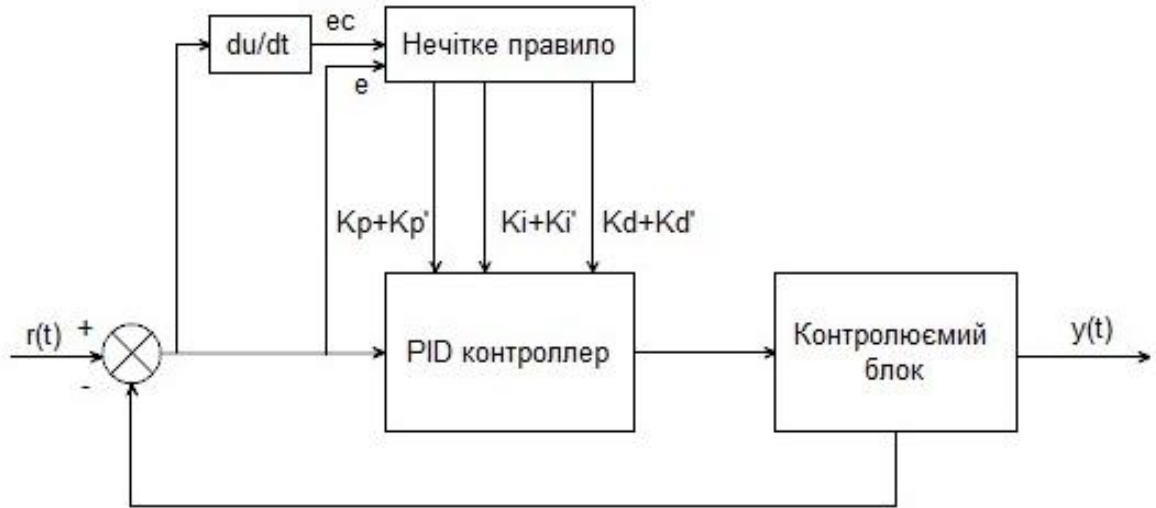 du/dt
ec
Нечітке правило
e
Kp+Kp'
Ki+Ki'
Kd+Kd'
r(t)
+
-
PID контроллер
Контролюємий
блок
y(t)